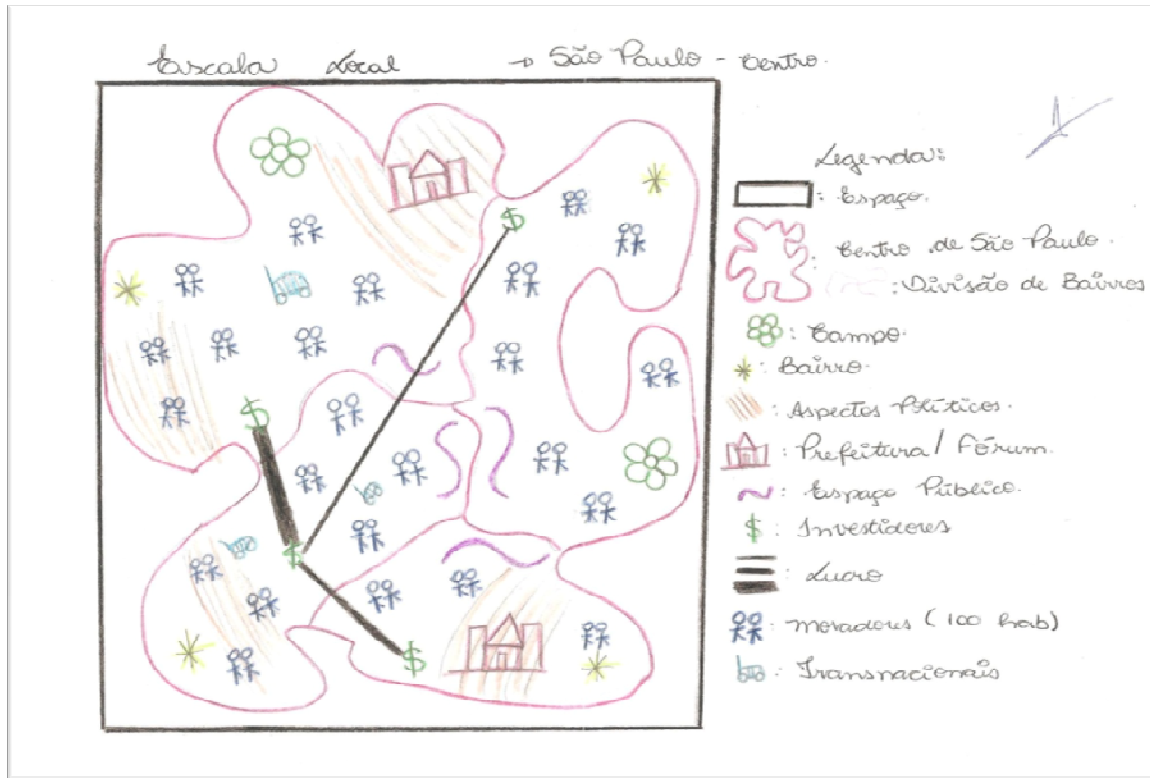 Escala Local → São Paulo - Centro.
Legenda:
: Espaço.
: Centro de São Paulo.
: Divisão de Bairros
: Campo.
: Bairro.
: Aspectos Políticos.
: Prefeitura / Fórum.
: Espaço Público.
: Investidores
: Lucro
: moradores (100 hab)
: Transnacionais